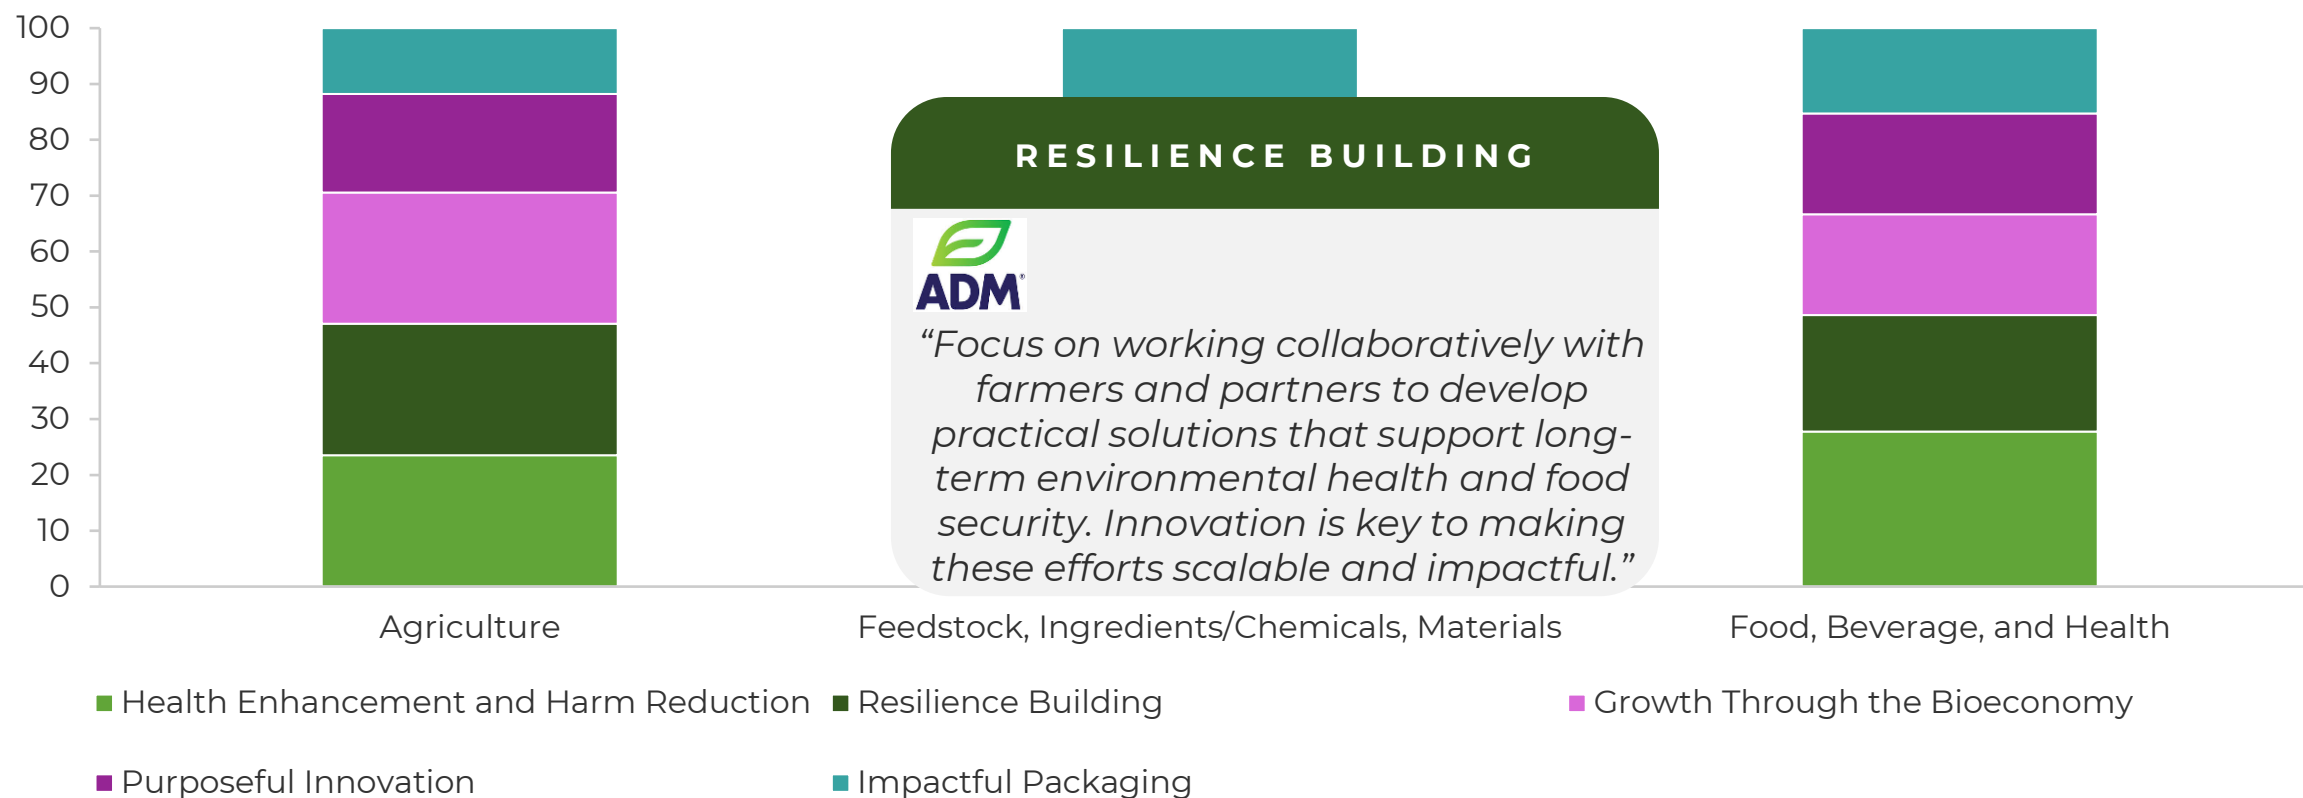 100
90
80
70
60
50
40
30
20
10
0
RESILIENCE BUILDING
ADM®
“Focus on working collaboratively with
farmers and partners to develop
practical solutions that support long-
term environmental health and food
security. Innovation is key to making
these efforts scalable and impactful.”
Agriculture
Feedstock, Ingredients/Chemicals, Materials
Food, Beverage, and Health
Health Enhancement and Harm Reduction
Resilience Building
Growth Through the Bioeconomy
Purposeful Innovation
Impactful Packaging